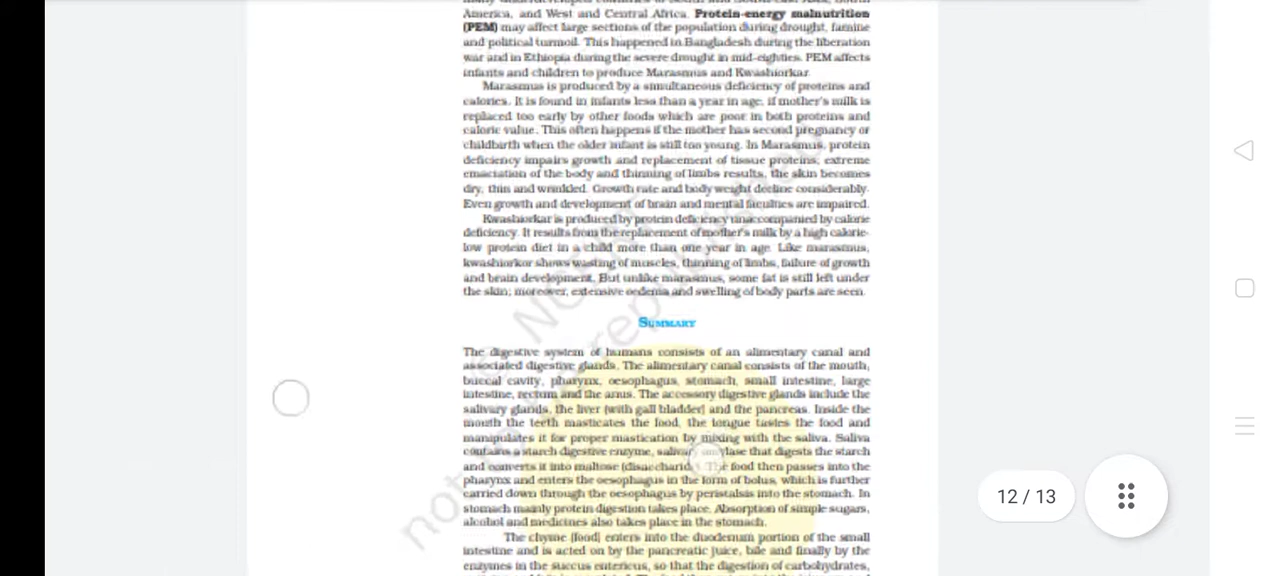 America, and West and Central Africa. Protein-energy malnutrition
(PEM) may affect large sections of the population during drought, famine
and political turmoil. This happened in Bangladesh during the liberation
war and in Ethiopia during the severe drought in mid-eighties. PEM affects
infants and children to produce Marasmus and Kwashiorkar.
Marasmus is produced by a simultaneous deficiency of proteins and
calories. It is found in infants less than a year in age, if mother's milk is
replaced too early by other foods which are poor in both proteins and
caloric value. This often happens if the mother has second pregnancy or
childbirth when the older infant is still too young. In Marasmus, protein
deficiency impairs growth and replacement of tissue proteins; extreme
emaciation of the body and thinning of limbs results, the skin becomes
dry, thin and wrinkled. Growth rate and body weight decline considerably.
Even growth and development of brain and mental faculties are impaired.
Kwashiorkar is produced by protein deficiency unaccompanied by calorie
deficiency. It results from the replacement of mother's milk by a high calorie-
low protein diet in a child more than one year in age. Like marasmus,
kwashiorkor shows wasting of muscles, thinning of limbs, failure of growth
and brain development. But unlike marasmus, some fat is still left under
the skin; moreover, extensive oedema and swelling of body parts are seen.
SUMMARY
The digestive system of humans consists of an alimentary canal and
associated digestive glands. The alimentary canal consists of the mouth,
buccal cavity, pharynx, oesophagus, stomach, small intestine, large
intestine, rectum and the anus. The accessory digestive glands include the
salivary glands, the liver (with gall bladder) and the pancreas. Inside the
mouth the teeth masticates the food, the tongue tastes the food and
manipulates it for proper mastication by mixing with the saliva. Saliva
contains a starch digestive enzyme, salivary amylase that digests the starch
and converts it into maltose (disaccharide). The food then passes into the
pharynx and enters the oesophagus in the form of bolus, which is further
carried down through the oesophagus by peristalsis into the stomach. In
stomach mainly protein digestion takes place. Absorption of simple sugars,
alcohol and medicines also takes place in the stomach.
The chyme (food) enters into the duodenum portion of the small
intestine and is acted on by the pancreatic juice, bile and finally by the
enzymes in the succus entericus, so that the digestion of carbohydrates,
12 / 13